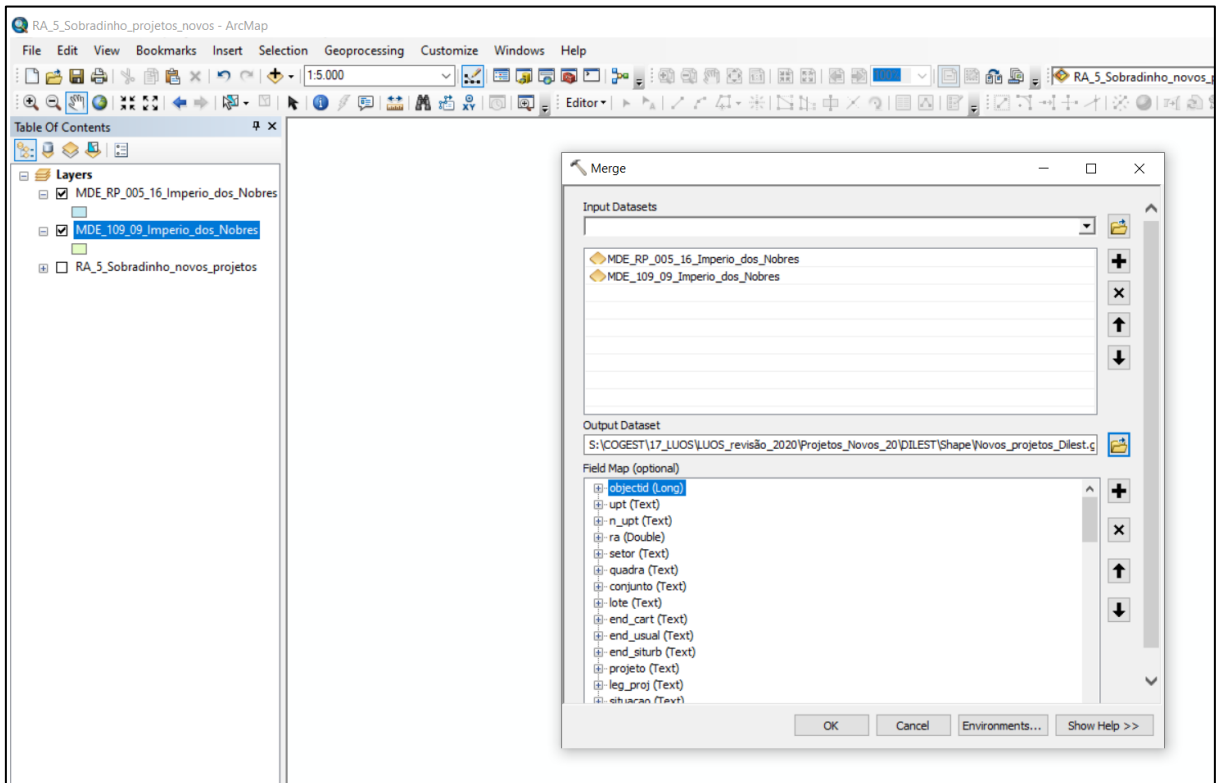 RA_5_Sobradinho_projetos_novos - ArcMap
File Edit View Bookmarks Insert Selection Geoprocessing Customize Windows Help
1:5.000
RA_5_Sobradinho_novos_p
Editor
Table Of Contents
Layers
MDE_RP_005_16_Imperio_dos_Nobres
MDE_109_09_Imperio_dos_Nobres
RA_5_Sobradinho_novos_projetos
Merge
Input Datasets
MDE_RP_005_16_Imperio_dos_Nobres
MDE_109_09_Imperio_dos_Nobres
Output Dataset
S:\COGEST\17_LUOS\LUOS_revisão_2020\Projetos_Novos_20\DILEST\Shape\Novos_projetos_Dilest.g
Field Map (optional)
objectid (Long)
upt (Text)
n_upt (Text)
ra (Double)
setor (Text)
quadra (Text)
conjunto (Text)
lote (Text)
end_cart (Text)
end_usual (Text)
end_siturb (Text)
projeto (Text)
leg_proj (Text)
situacao (Text)
OK Cancel Environments... Show Help >>